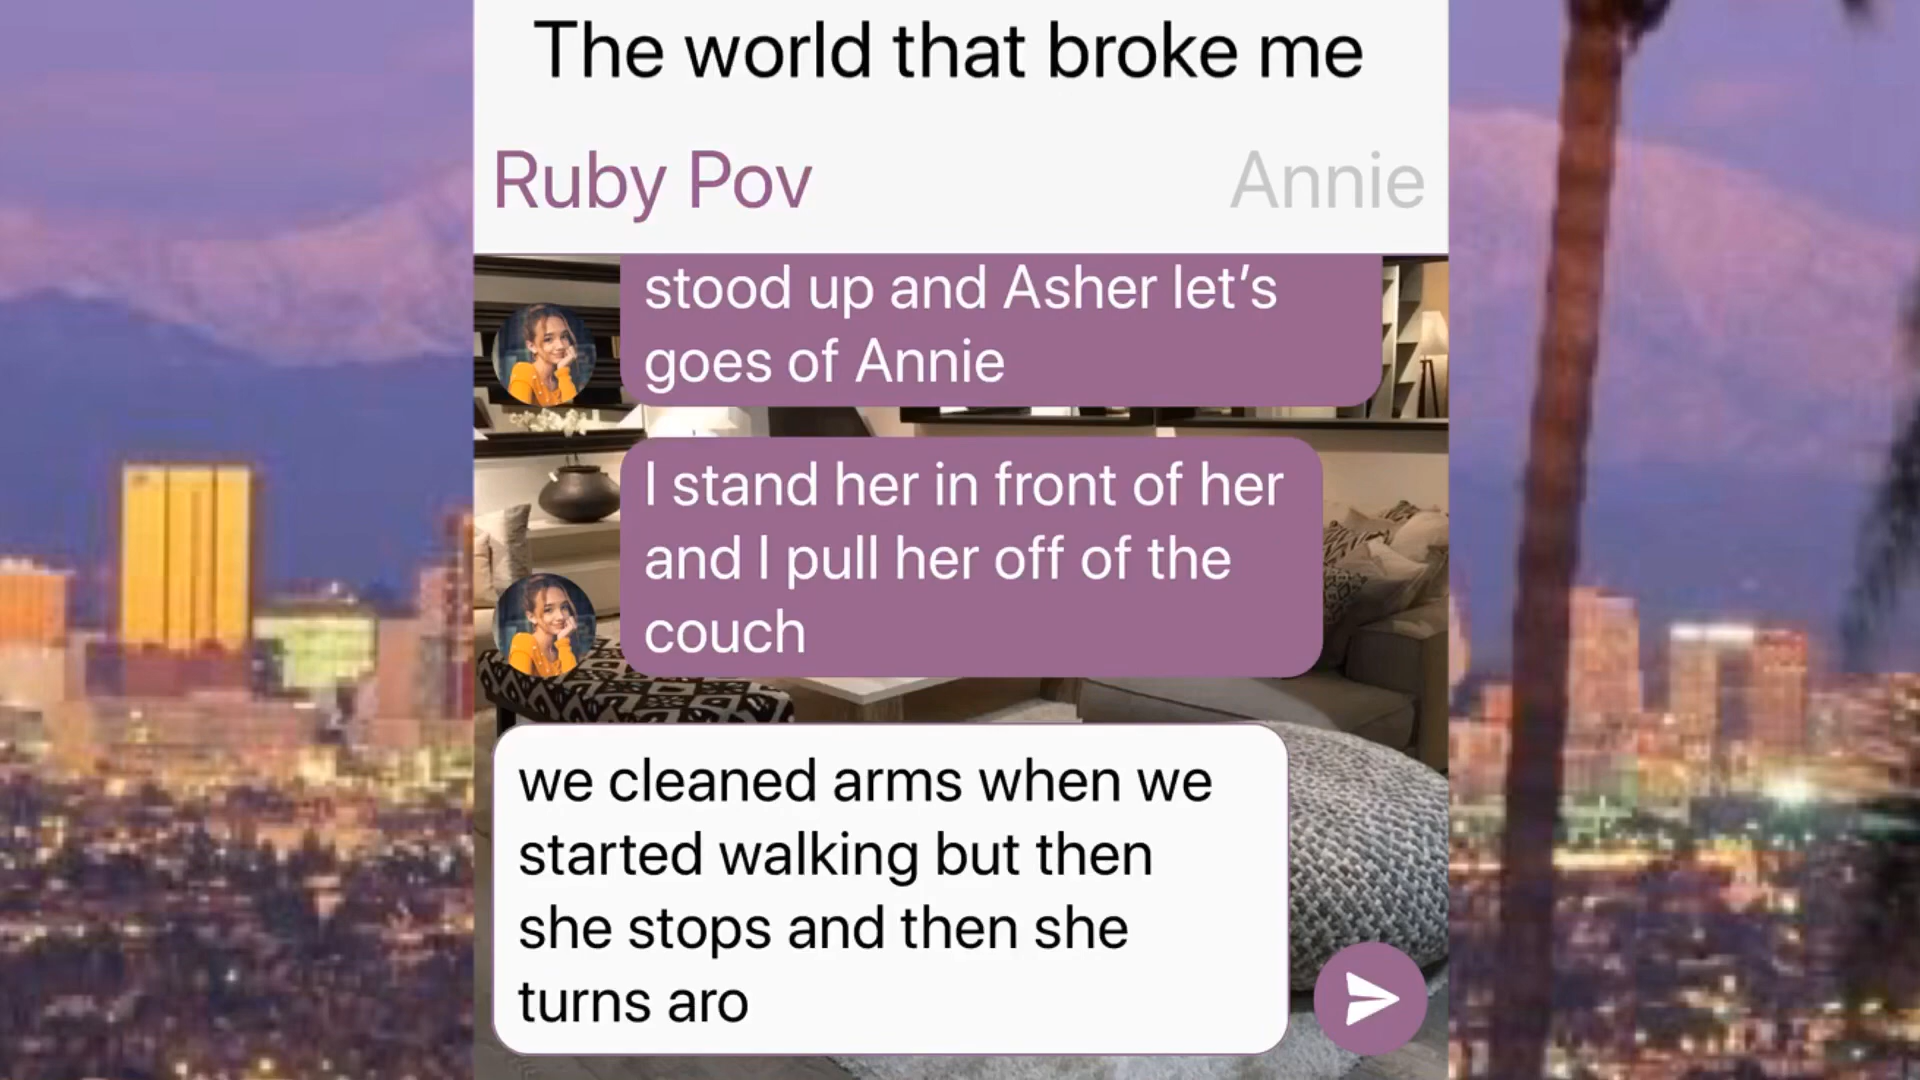 The world that broke me
Ruby Pov
Annie
stood up and Asher let’s
goes of Annie
I stand her in front of her
and I pull her off of the
couch
we cleaned arms when we
started walking but then
she stops and then she
turns aro